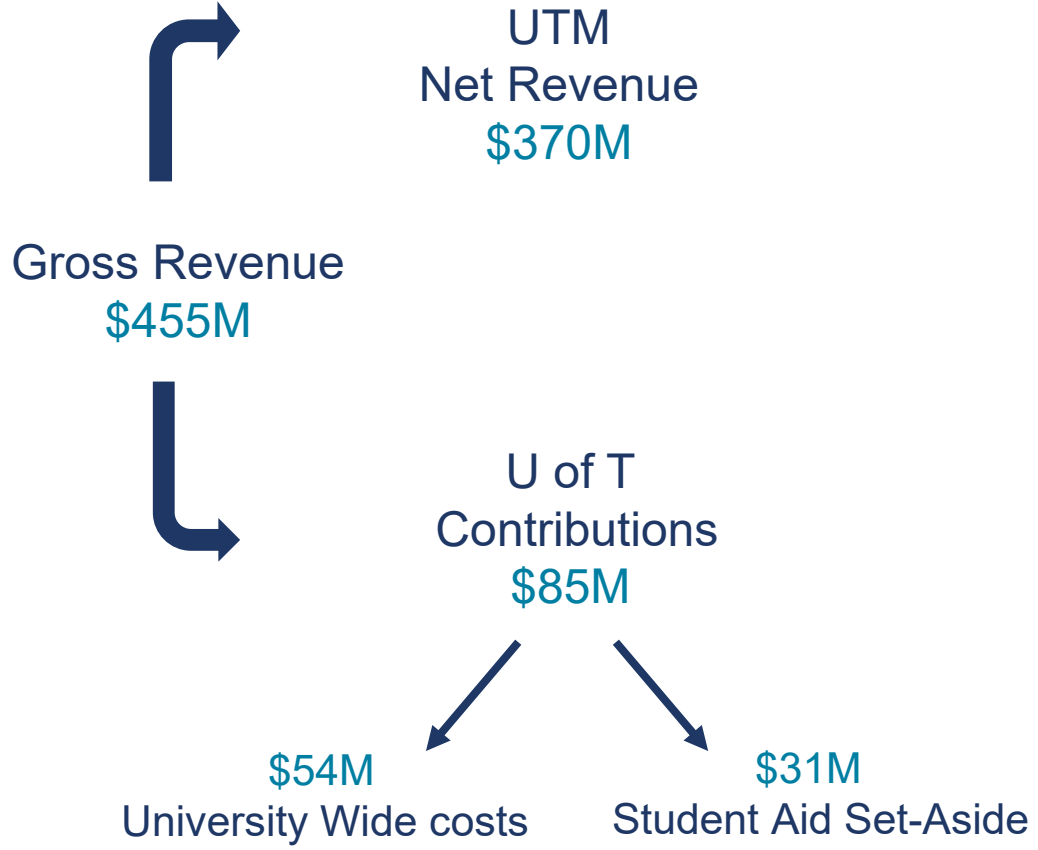 UTM
Net Revenue
$370M
Gross Revenue
$455M
U of T
Contributions
$85M
$54M
University Wide costs
$31M
Student Aid Set-Aside